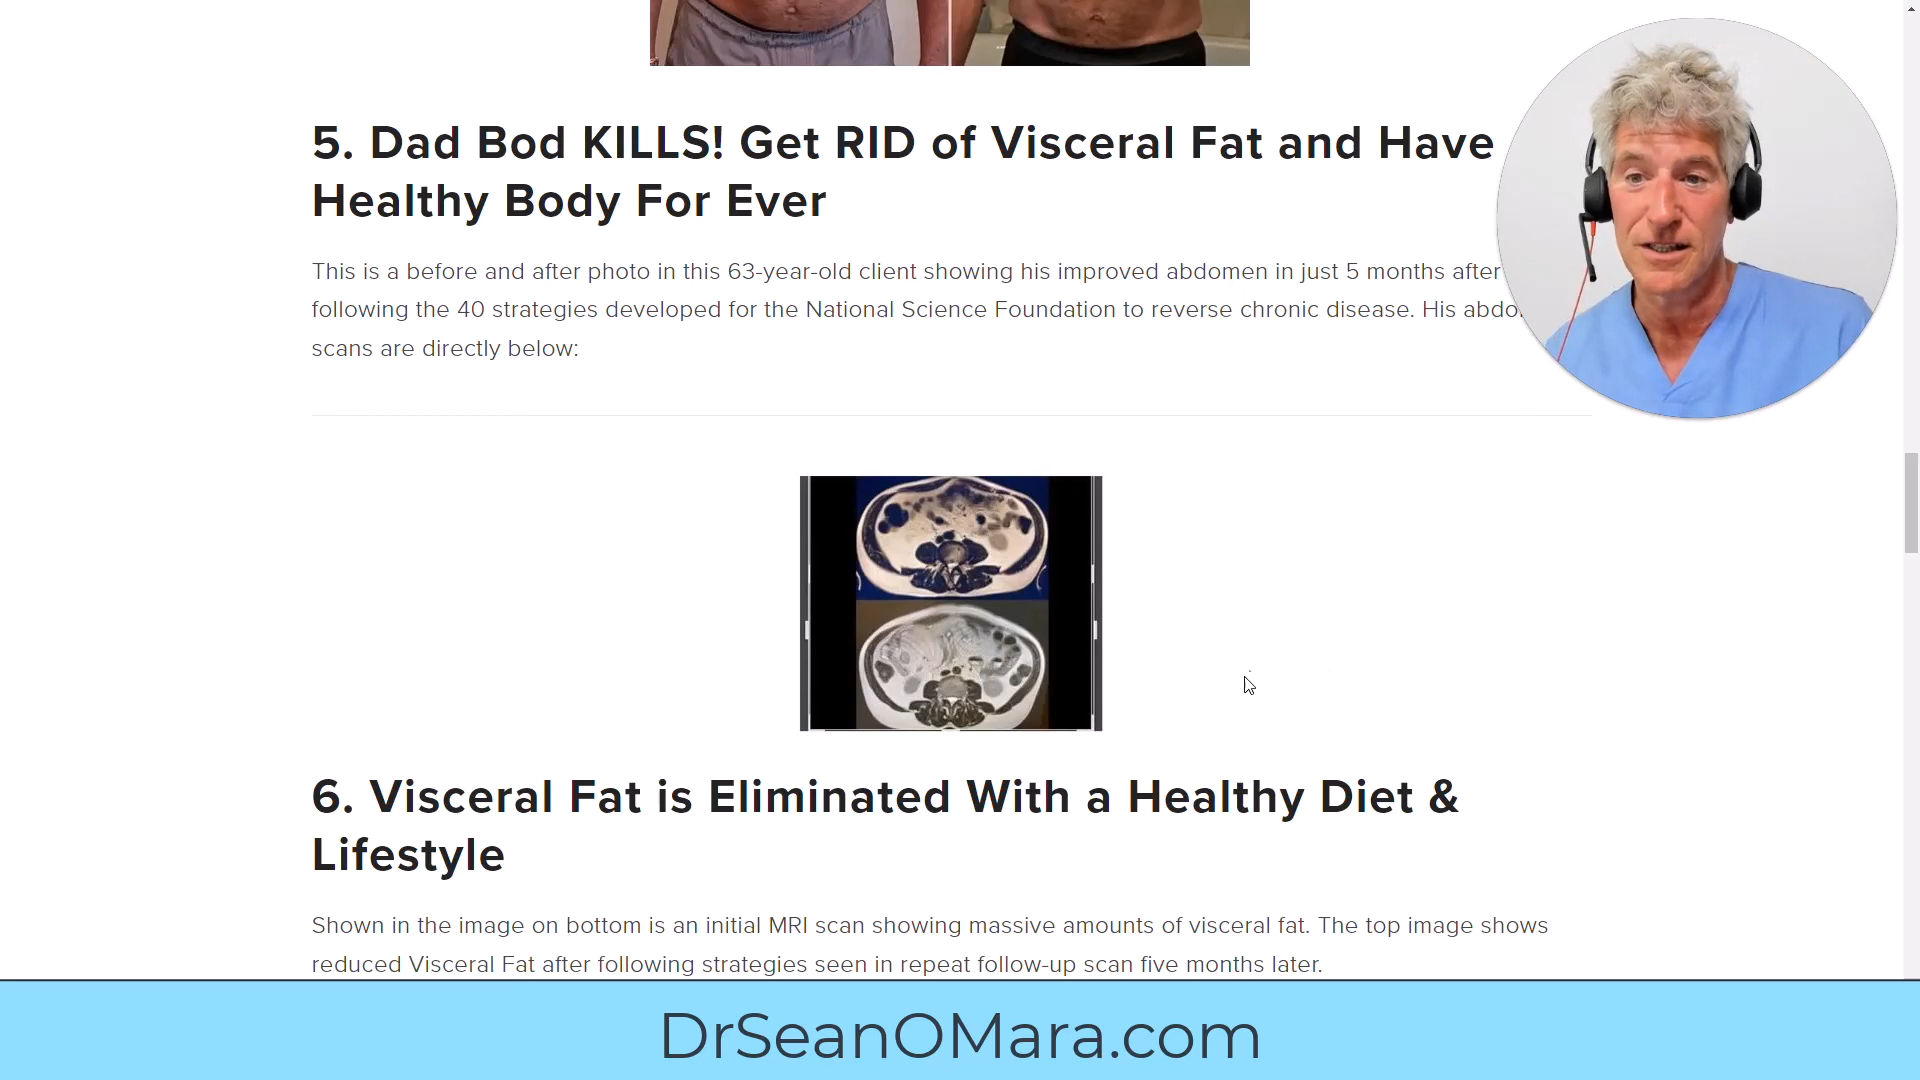 5. Dad Bod KILLS! Get RID of Visceral Fat and Have
Healthy Body For Ever
This is a before and after photo in this 63-year-old client showing his improved abdomen in just 5 months after
following the 40 strategies developed for the National Science Foundation to reverse chronic disease. His
scans are directly below:
6. Visceral Fat is Eliminated With a Healthy Diet &
Lifestyle
Shown in the image on bottom is an initial MRI scan showing massive amounts of visceral fat. The top image shows
reduced Visceral Fat after following strategies seen in repeat follow-up scan five months later.
DrSeanOMara.com